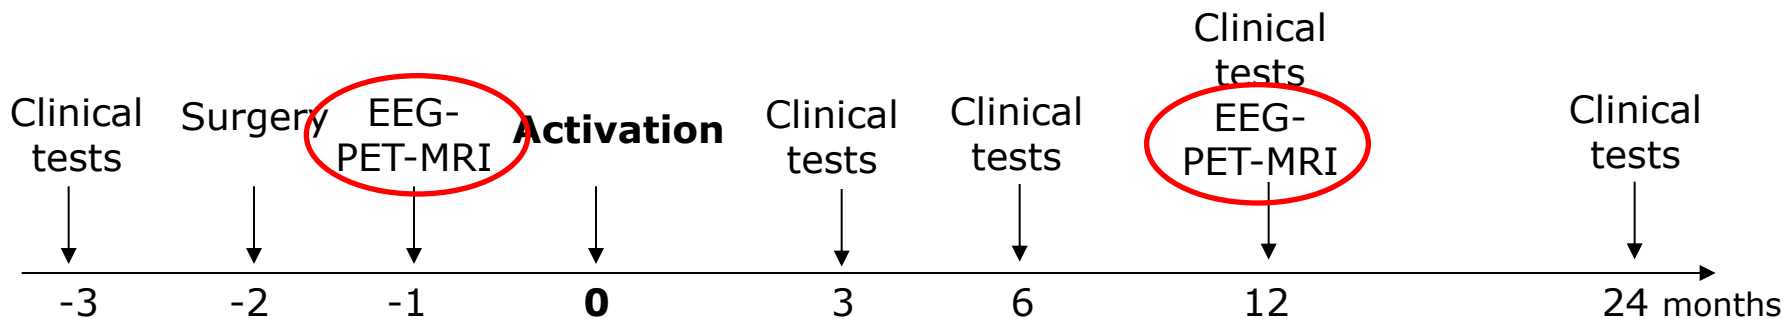 Clinical
tests
Surgery
EEG-
PET-MRI
Activation
Clinical
tests
Clinical
tests
Clinical
tests
EEG-
PET-MRI
Clinical
tests
-3
-2
-1
0
3
6
12
24 months